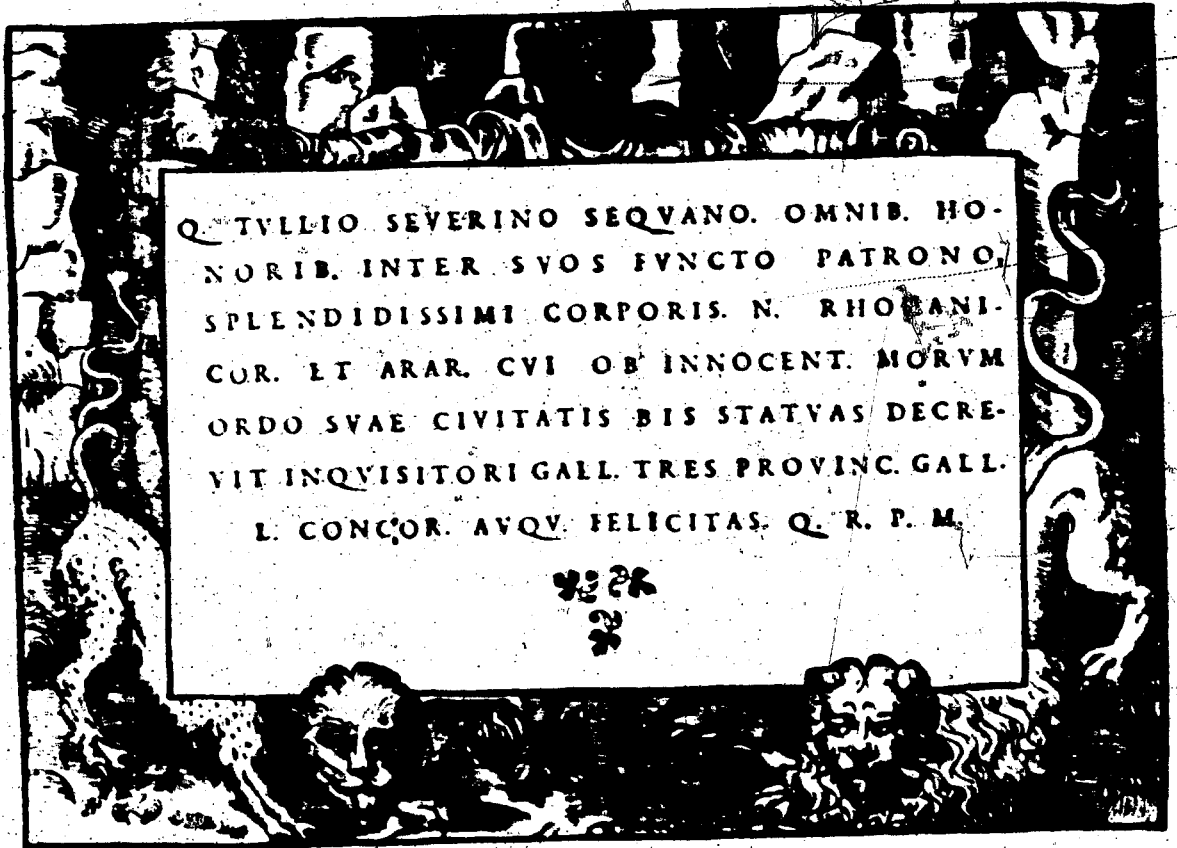 Q. TVLLIO SEVERINO SEQVANO. OMNIB. HO-
NORIB. INTER SVOS FVNCTO PATRONO,
SPLENDIDISSIMI CORPORIS. N. RHODANI-
COR. ET ARAR. CVI OB INNOCENT. MORVM
ORDO SVAE CIVITATIS BIS STATVAS DECRE-
VIT INQVISITORI GALL. TRES PROVINC. GALL.
L. CONCOR. AVQV. FELICITAS. Q. R. P. M.